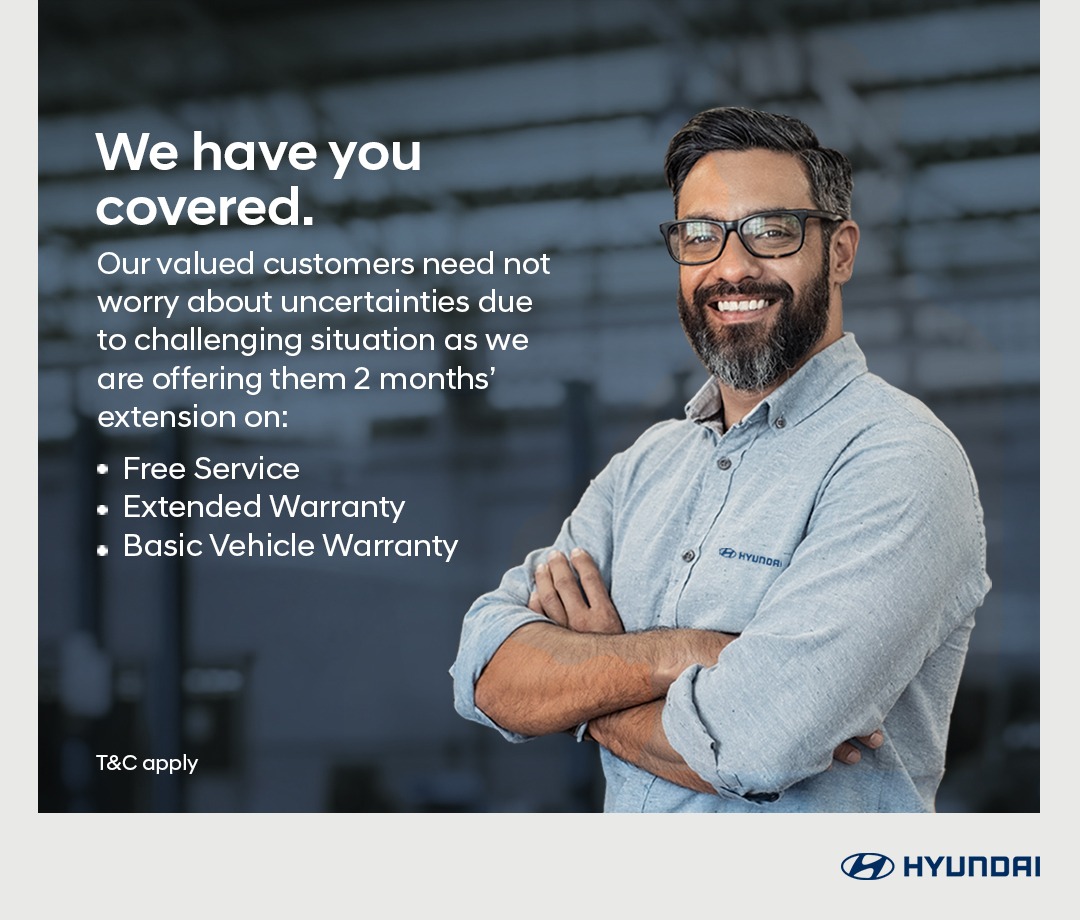 We have you
covered.
Our valued customers need not
worry about uncertainties due
to challenging situation as we
are offering them 2 months’
extension on:
• Free Service
• Extended Warranty
• Basic Vehicle Warranty
HYUNDAI
T&C apply
HYUNDAI